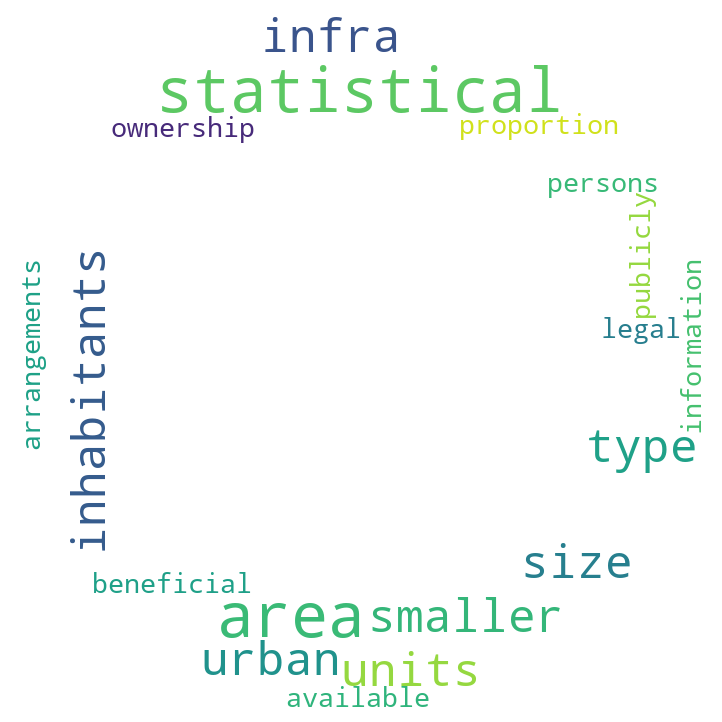 infra
statistical
ownership
proportion
persons
publicly
arrangements
inhabitants
information
legal
type
size
beneficial
area
smaller
urban
units
available